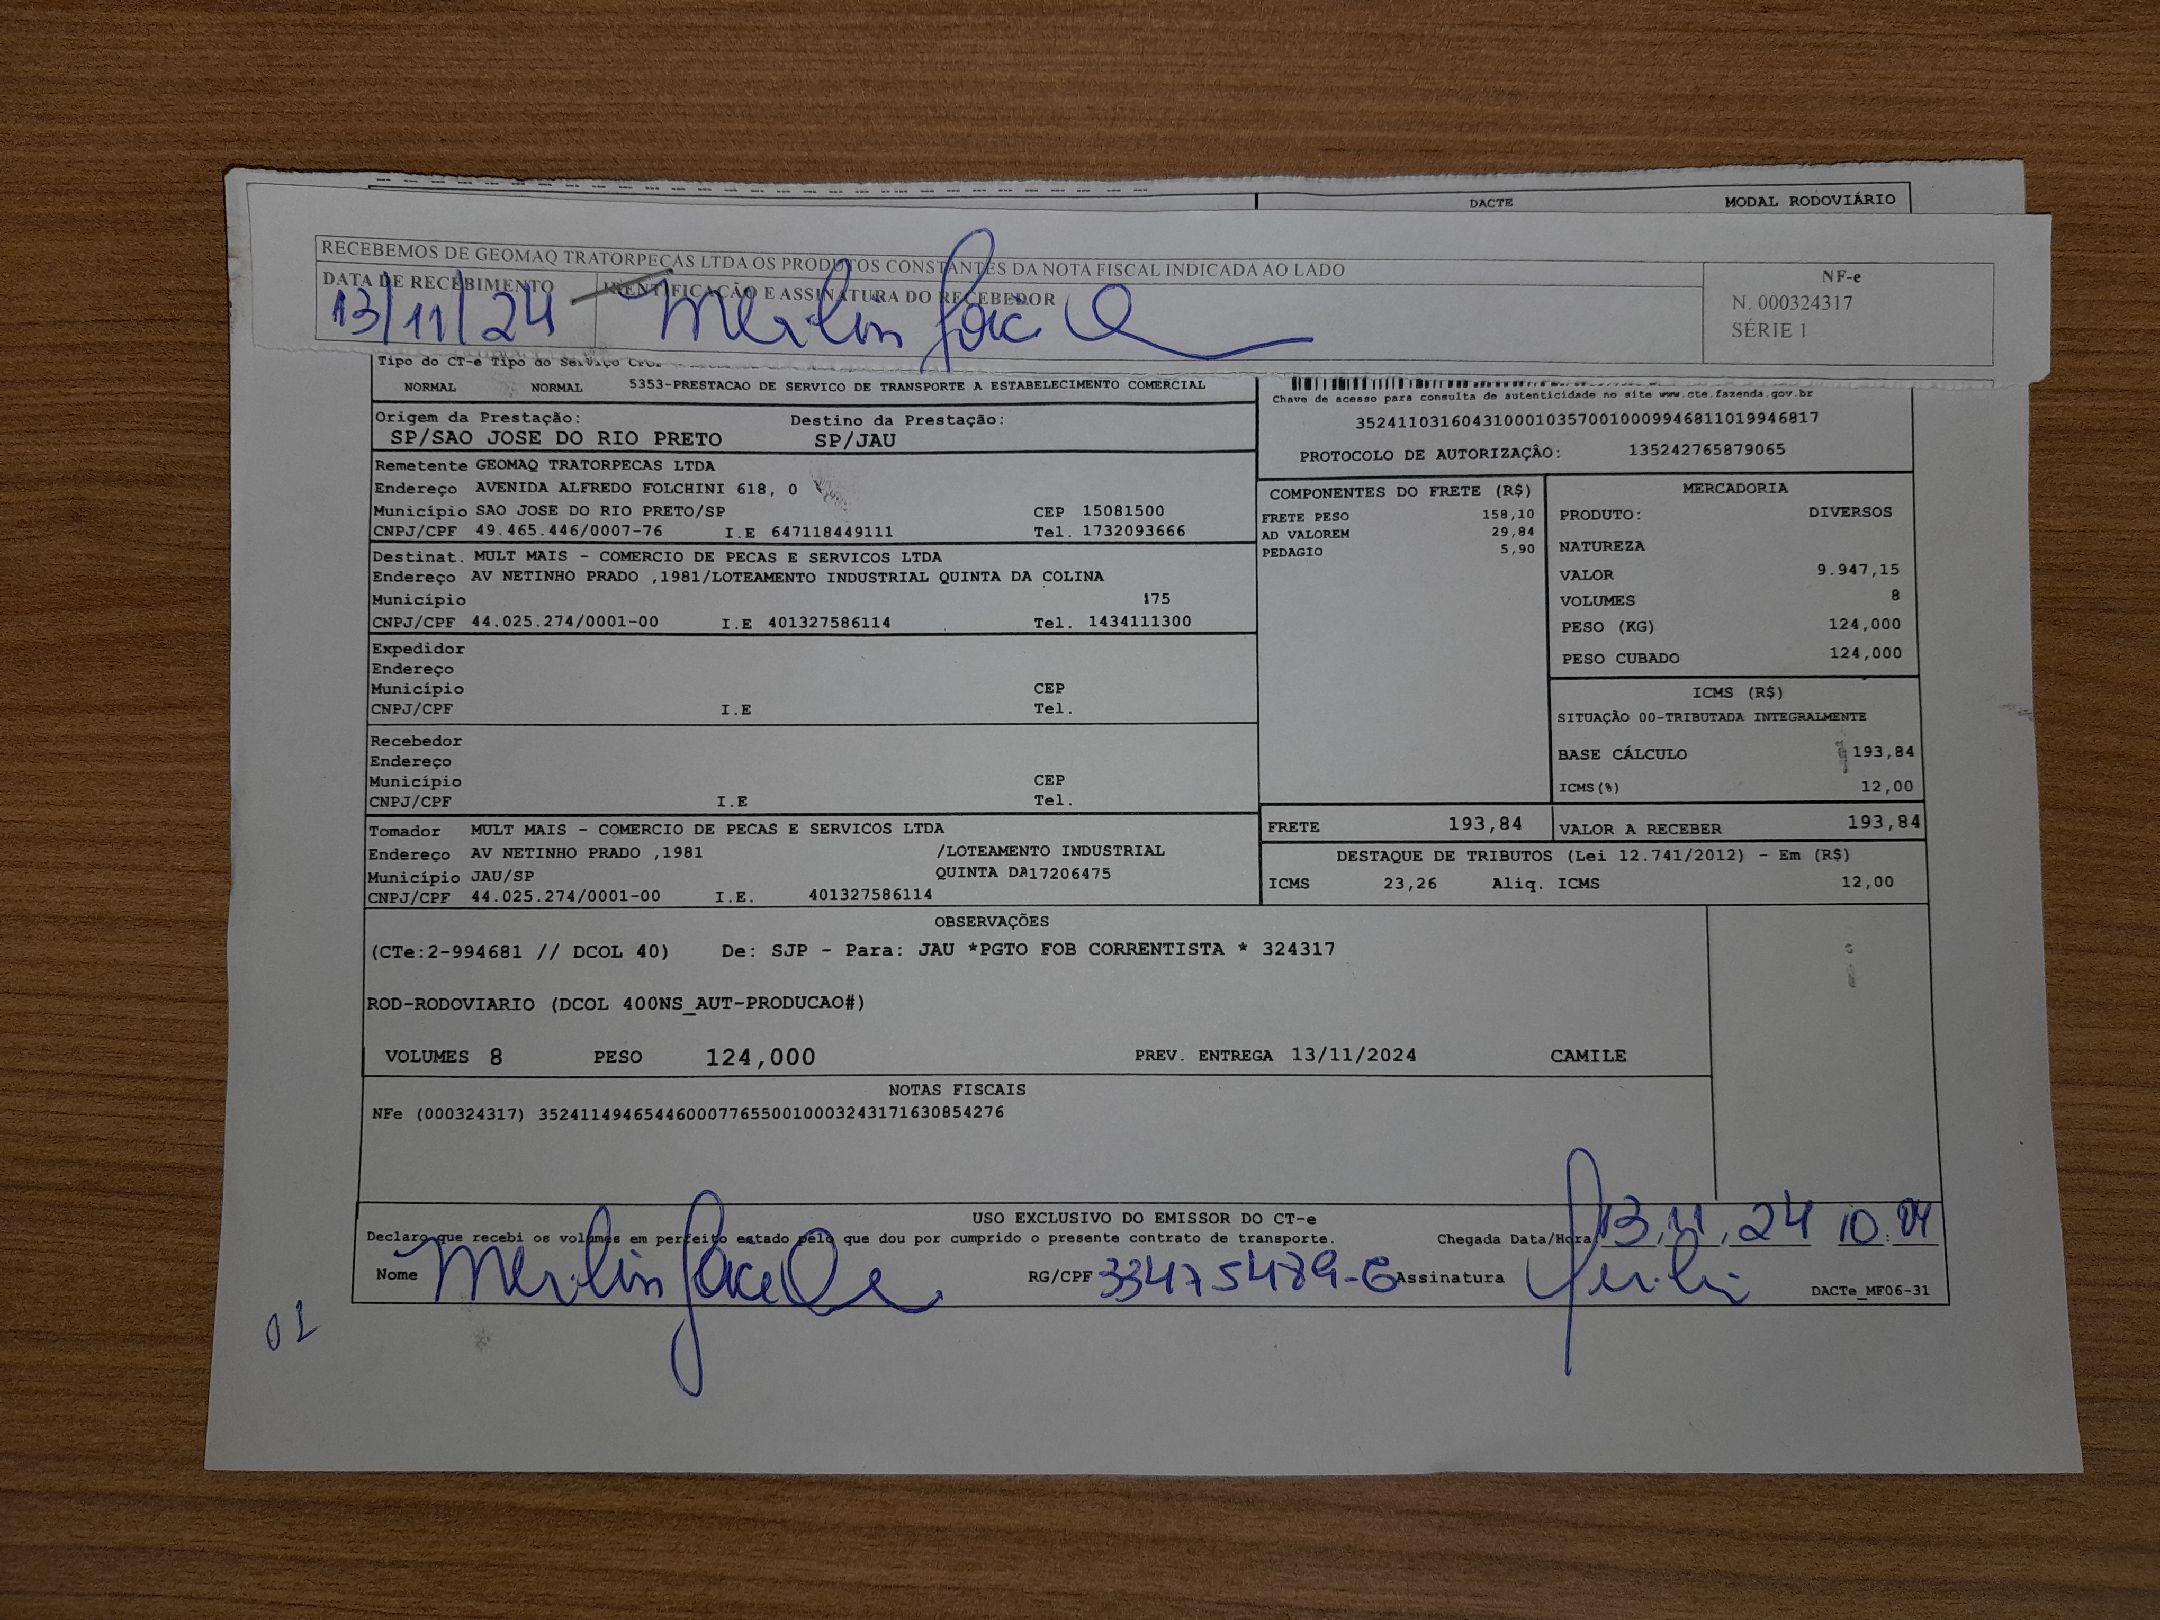 DACTE MODAL RODOVIÁRIO
RECEBEMOS DE GEOMAQ TRATORPEÇAS LTDA OS PRODUTOS CONSTANTES DA NOTA FISCAL INDICADA AO LADO
DATA DE RECEBIMENTO IDENTIFICAÇÃO E ASSINATURA DO RECEBEDOR
13/11/24
NF-e
N. 000324317
SÉRIE 1
Tipo do CT-e Tipo do Serviço
NORMAL NORMAL 5353-PRESTACAO DE SERVICO DE TRANSPORTE A ESTABELECIMENTO COMERCIAL
Chave de acesso para consulta de autenticidade no site www.cte.fazenda.gov.br
35241103160431000103570010009946811019946817
PROTOCOLO DE AUTORIZAÇÂO: 135242765879065
Origem da Prestação: Destino da Prestação:
SP/SAO JOSE DO RIO PRETO SP/JAU
Remetente GEOMAQ TRATORPECAS LTDA
Endereço AVENIDA ALFREDO FOLCHINI 618, 0
Município SAO JOSE DO RIO PRETO/SP CEP 15081500
CNPJ/CPF 49.465.446/0007-76 I.E 647118449111 Tel. 1732093666
Destinat. MULT MAIS - COMERCIO DE PECAS E SERVICOS LTDA
Endereço AV NETINHO PRADO ,1981/LOTEAMENTO INDUSTRIAL QUINTA DA COLINA
Município 175
CNPJ/CPF 44.025.274/0001-00 I.E 401327586114 Tel. 1434111300
Expedidor
Endereço
Município CEP
CNPJ/CPF I.E Tel.
Recebedor
Endereço
Município CEP
CNPJ/CPF I.E Tel.
Tomador MULT MAIS - COMERCIO DE PECAS E SERVICOS LTDA
Endereço AV NETINHO PRADO ,1981 /LOTEAMENTO INDUSTRIAL
Município JAU/SP QUINTA DA17206475
CNPJ/CPF 44.025.274/0001-00 I.E. 401327586114
COMPONENTES DO FRETE (R$)
FRETE PESO 158,10
AD VALOREM 29,84
PEDAGIO 5,90
MERCADORIA
PRODUTO: DIVERSOS
NATUREZA
VALOR 9.947,15
VOLUMES 8
PESO (KG) 124,000
PESO CUBADO 124,000
ICMS (R$)
SITUAÇÃO 00-TRIBUTADA INTEGRALMENTE
BASE CÁLCULO 193,84
ICMS(%) 12,00
FRETE 193,84 VALOR A RECEBER 193,84
DESTAQUE DE TRIBUTOS (Lei 12.741/2012) - Em (R$)
ICMS 23,26 Aliq. ICMS 12,00
OBSERVAÇÕES
(CTe:2-994681 // DCOL 40) De: SJP - Para: JAU *PGTO FOB CORRENTISTA * 324317
ROD-RODOVIARIO (DCOL 400NS_AUT-PRODUCAO#)
VOLUMES 8 PESO 124,000 PREV. ENTREGA 13/11/2024 CAMILE
NOTAS FISCAIS
NFe (000324317) 35241149465446000776550010003243171630854276
USO EXCLUSIVO DO EMISSOR DO CT-e
Declaro que recebi os volumes em perfeito estado pelo que dou por cumprido o presente contrato de transporte. Chegada Data/Hora 13,11,24
Nome RG/CPF Assinatura
DACTe_MF06-31